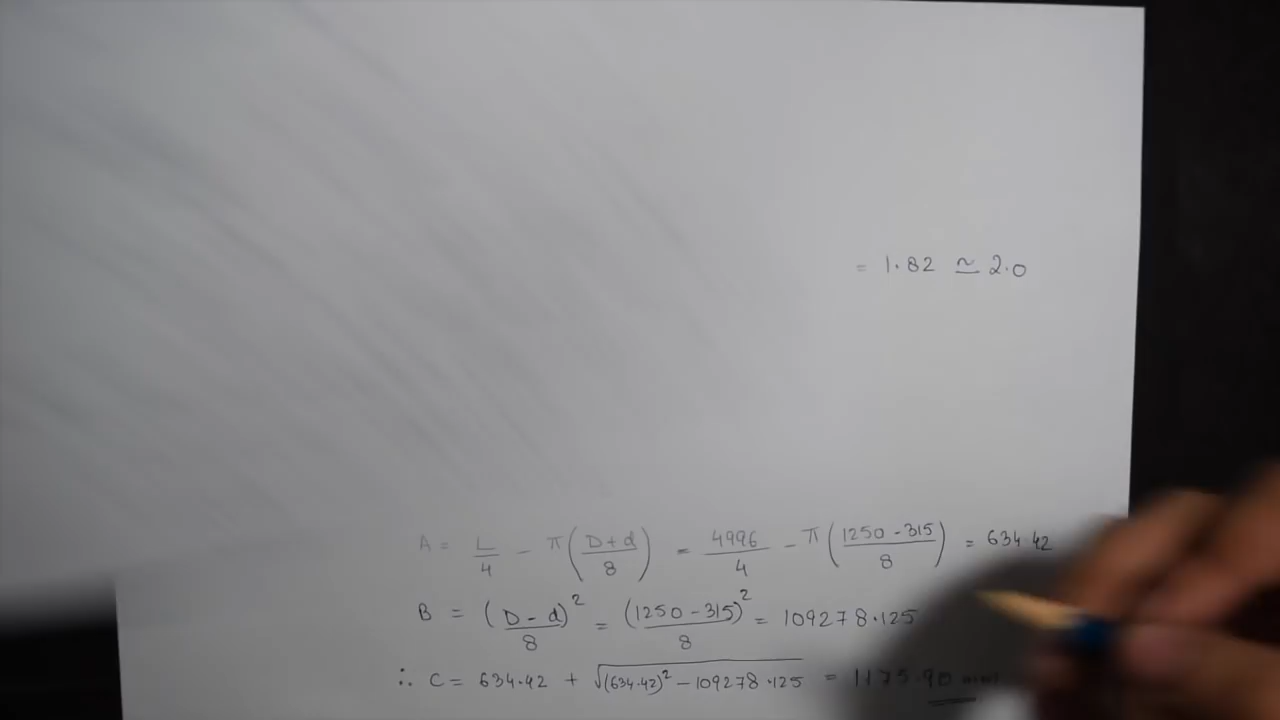 = 1.82 ≃ 2.0
A = L/4 - π(D+d/8) = 4996/4 - π(1250-315/8) = 634.42
B = (D-d/8)² = (1250-315/8)² = 109278.125
∴ C = 634.42 + √(634.42)² - 109278.125 = 1175.90 mm